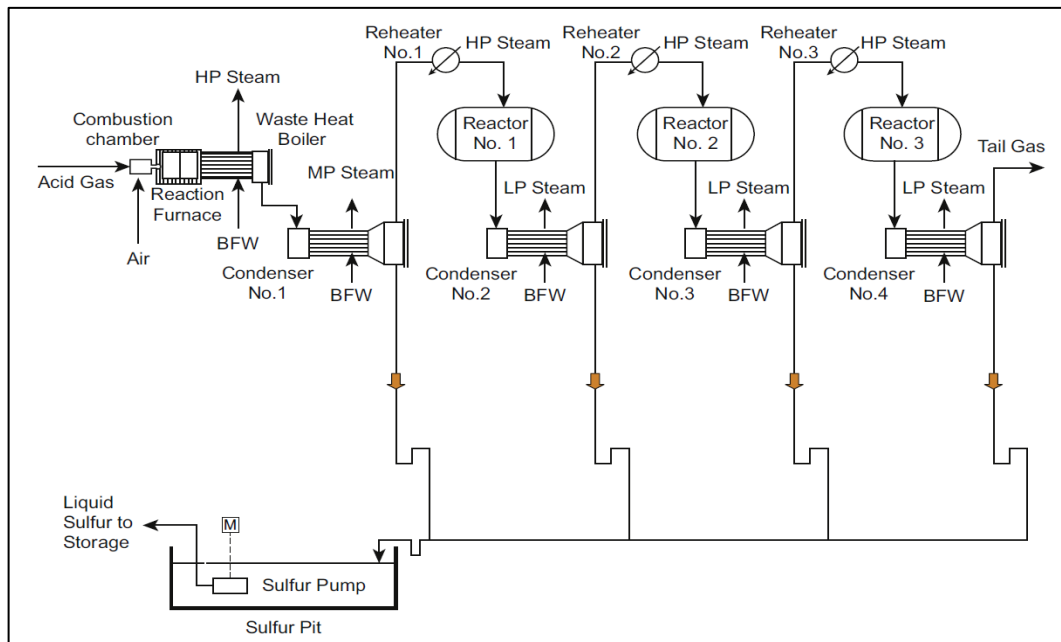 Reheater
No.1
HP Steam
Reheater
No.2
HP Steam
Reheater
No.3
HP Steam
HP Steam
Combustion
chamber
Waste Heat
Boiler
Reactor
No. 1
Reactor
No. 2
Reactor
No. 3
Tail Gas
Acid Gas
Reaction
Furnace
MP Steam
LP Steam
LP Steam
LP Steam
Air
BFW
Condenser
No.1
BFW
Condenser
No.2
BFW
Condenser
No.3
BFW
Condenser
No.4
BFW
Liquid
Sulfur to
Storage
M
Sulfur Pump
Sulfur Pit